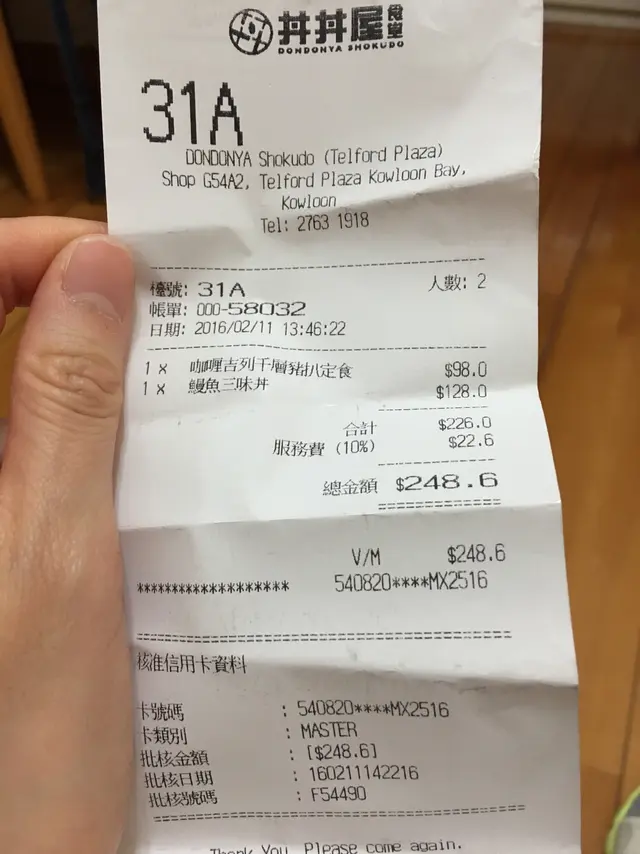 丼丼屋食堂
DONDONYA SHOKUDO
31A
DONDONYA Shokudo (Telford Plaza)
Shop G54A2, Telford Plaza Kowloon Bay,
Kowloon
Tel: 2763 1918
檯號: 31A 人數: 2
帳單: 000-58032
日期: 2016/02/11 13:46:22
1 x 咖喱吉列千層豬扒定食 $98.0
1 x 鰻魚三味丼 $128.0
合計 $226.0
服務費 (10%) $22.6
總金額 $248.6
V/M $248.6
****************** 540820****MX2516
核准信用卡資料
卡號碼 : 540820****MX2516
卡類別 : MASTER
批核金額 : [$248.6]
批核日期 : 160211142216
批核號碼 : F54490
Thank You, Please come again.